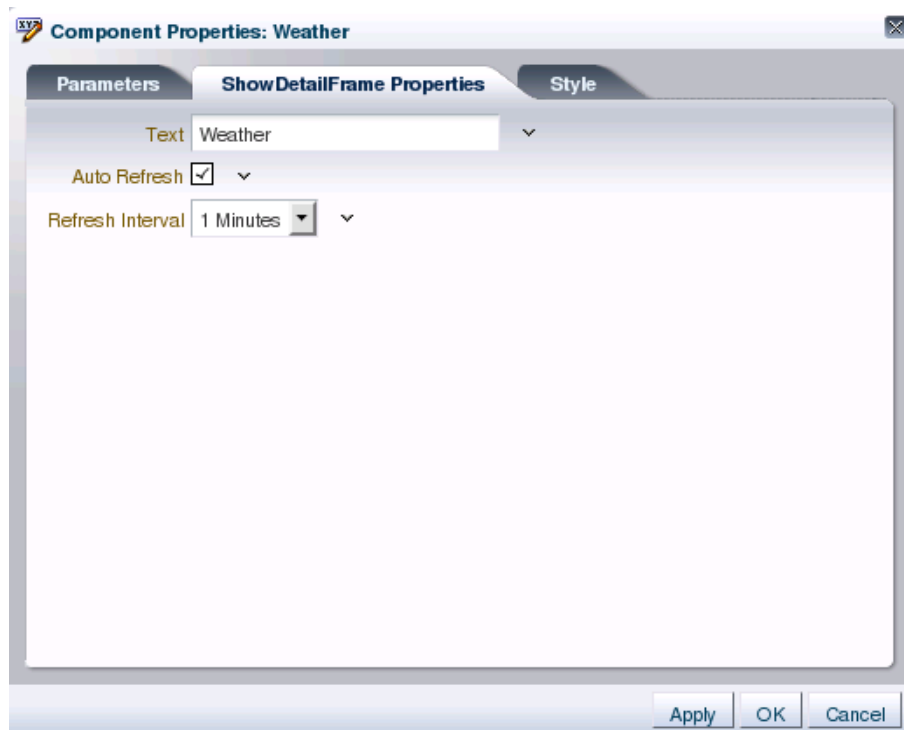 Component Properties: Weather
Parameters ShowDetailFrame Properties Style
Text Weather
Auto Refresh
Refresh Interval 1 Minutes
Apply OK Cancel